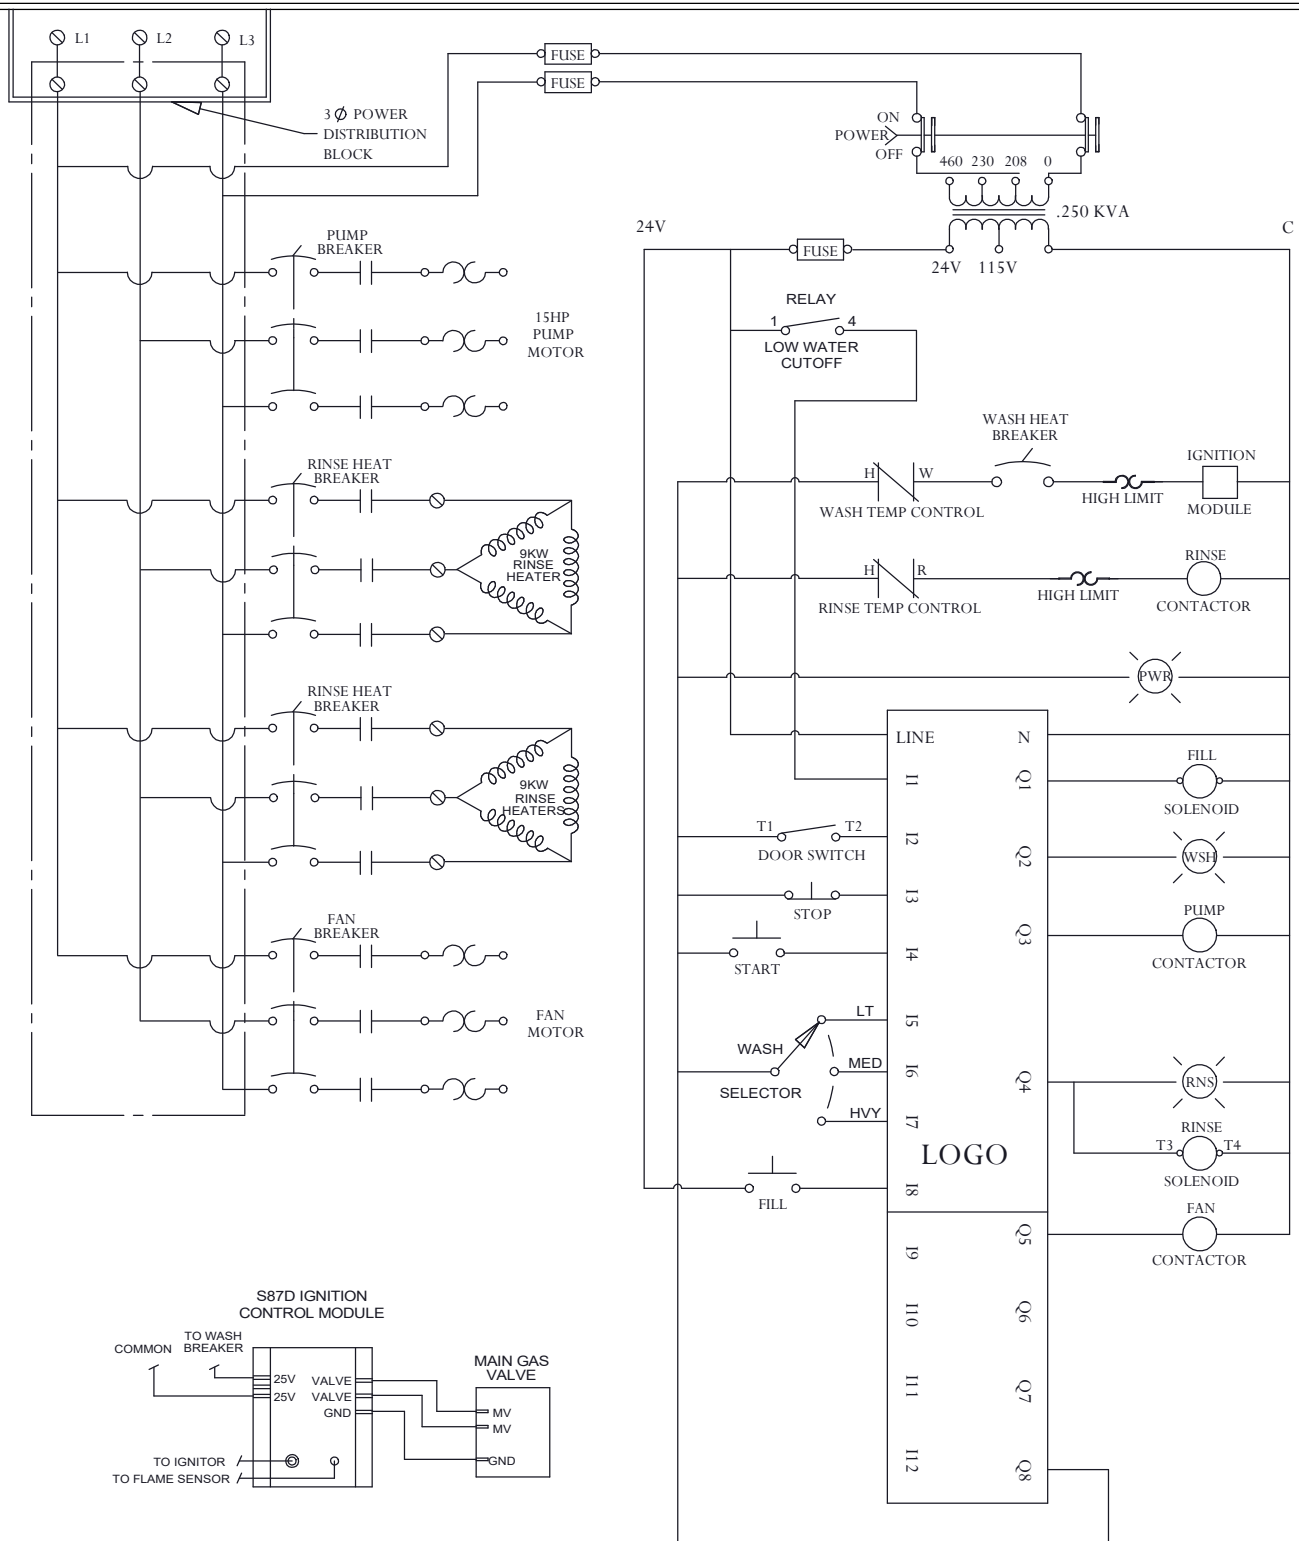 L1
L2
L3
3 Ø POWER
DISTRIBUTION
BLOCK
FUSE
FUSE
ON
POWER
OFF
460 230 208 0
.250 KVA
24V
C
FUSE
24V 115V
PUMP
BREAKER
15HP
PUMP
MOTOR
RELAY
1 4
LOW WATER
CUTOFF
RINSE HEAT
BREAKER
9KW
RINSE
HEATER
WASH HEAT
BREAKER
H W
WASH TEMP CONTROL
HIGH LIMIT
IGNITION
MODULE
H R
RINSE TEMP CONTROL
HIGH LIMIT
RINSE
CONTACTOR
PWR
RINSE HEAT
BREAKER
9KW
RINSE
HEATERS
LINE N
I1 Q1
FILL
SOLENOID
T1 T2
DOOR SWITCH
I2 Q2
WSH
STOP
I3
START
I4 Q3
PUMP
CONTACTOR
FAN
BREAKER
FAN
MOTOR
LT
I5
WASH
SELECTOR
MED
I6 Q4
RNS
HVY
I7
LOGO
RINSE
T3 T4
SOLENOID
FILL
I8
FAN
CONTACTOR
Q5
I9
I10 Q6
I11 Q7
I12 Q8
S87D IGNITION
CONTROL MODULE
COMMON
TO WASH
BREAKER
25V VALVE
25V VALVE
GND
TO IGNITOR
TO FLAME SENSOR
MAIN GAS
VALVE
MV
MV
GND